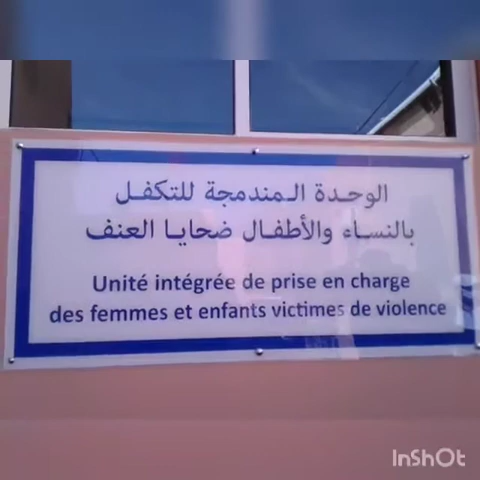 الوحدة المندمجة للتكفل
بالنساء والأطفال ضحايا العنف
Unité intégrée de prise en charge
des femmes et enfants victimes de violence
InShOt